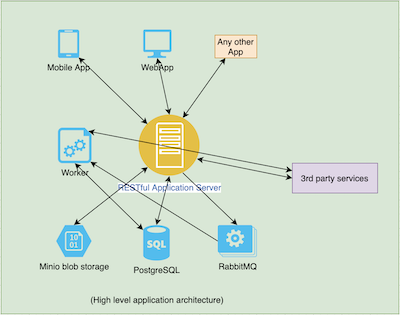 Mobile App
WebApp
Any other
App
Worker
3rd party services
RESTful Application Server
10
01
SQL
Minio blob storage
PostgreSQL
RabbitMQ
(High level application architecture)